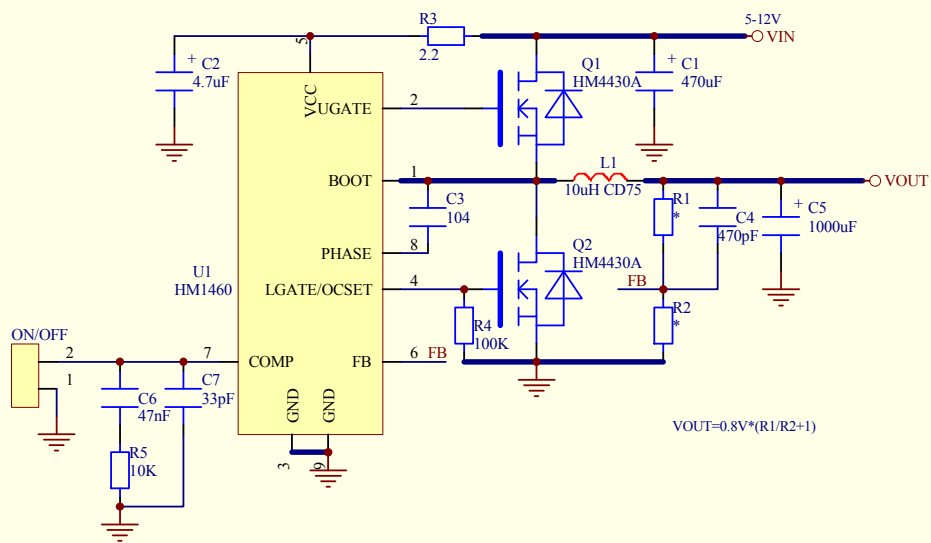 R3
2.2
5-12V
VIN
5
C2
4.7uF
+
Q1
HM4430A
+
C1
470uF
VCC
UGATE
2
BOOT
1
L1
10uH CD75
VOUT
C3
104
R1
*
C4
470pF
+
C5
1000uF
PHASE
8
U1
HM1460
LGATE/OCSET
4
Q2
HM4430A
FB
R4
100K
R2
*
ON/OFF
2
1
7
COMP
FB
6
FB
C6
47nF
C7
33pF
GND
GND
VOUT=0.8V*(R1/R2+1)
R5
10K
3
9